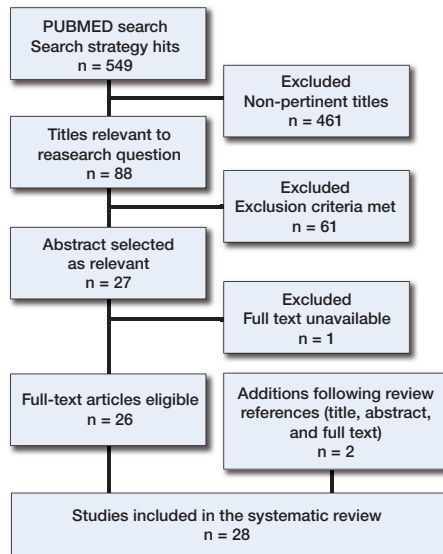 PUBMED search
Search strategy hits
n = 549
Excluded
Non-pertinent titles
n = 461
Titles relevant to
reasearch question
n = 88
Excluded
Exclusion criteria met
n = 61
Abstract selected
as relevant
n = 27
Excluded
Full text unavailable
n = 1
Full-text articles eligible
n = 26
Additions following review
references (title, abstract,
and full text)
n = 2
Studies included in the systematic review
n = 28